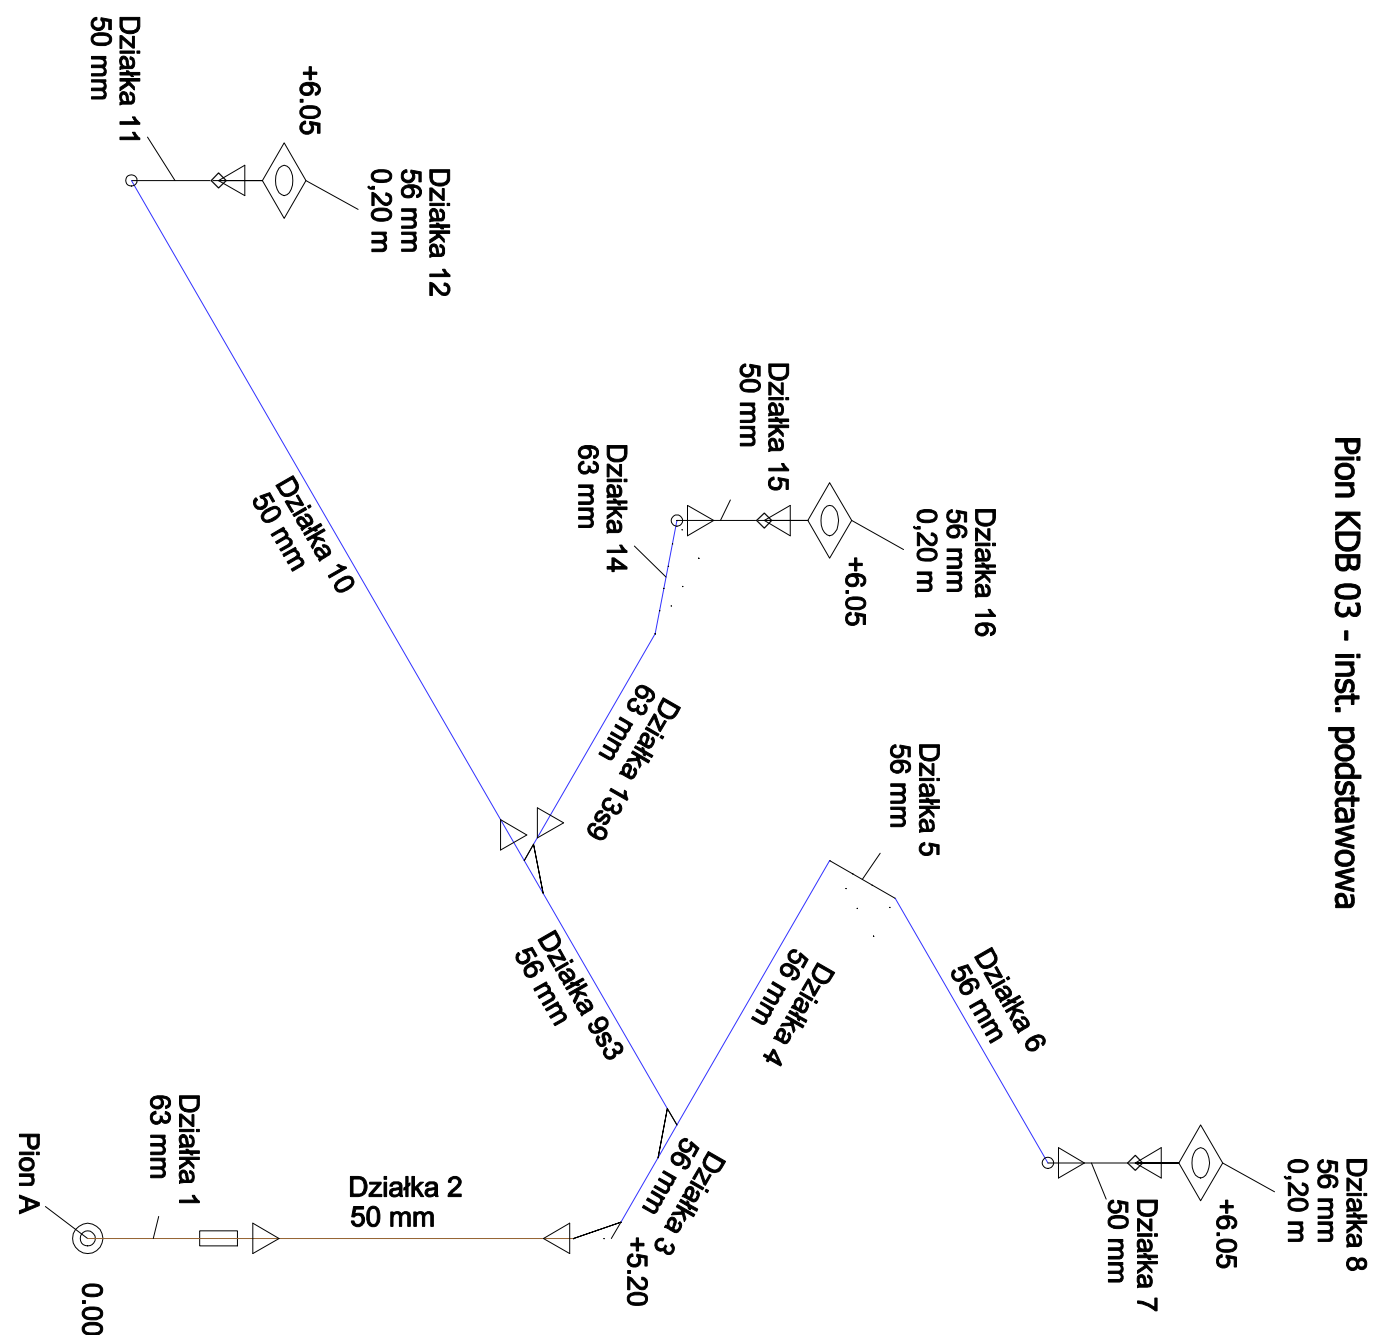 Pion KDB 03 - inst. podstawowa
Działka 11
50 mm
+6.05
Działka 12
56 mm
0,20 m
Działka 15
50 mm
Działka 14
63 mm
Działka 16
56 mm
0,20 m
+6.05
Działka 10
50 mm
Działka 13s9
63 mm
Działka 5
56 mm
Działka 4
56 mm
Działka 6
56 mm
Działka 9s3
56 mm
Działka 8
56 mm
0,20 m
+6.05
Działka 7
50 mm
Działka 3
56 mm
+5.20
Działka 2
50 mm
Działka 1
63 mm
Pion A
0.00